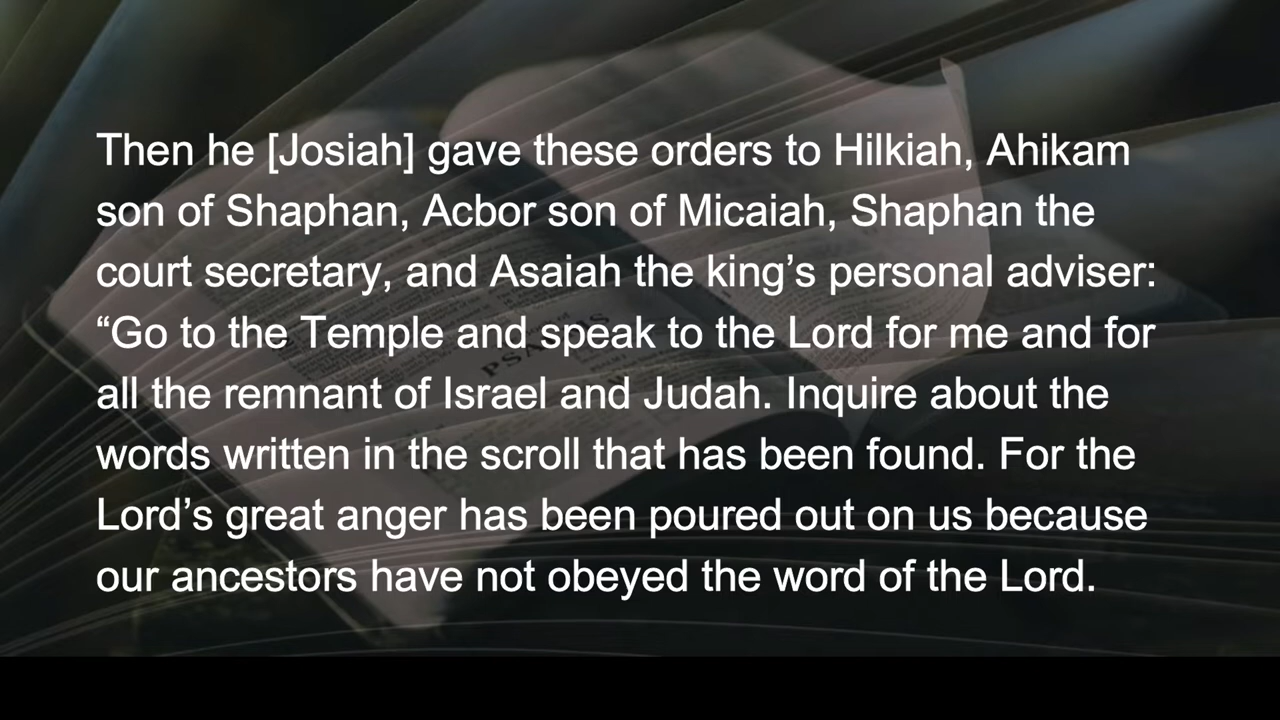 Then he [Josiah] gave these orders to Hilkiah, Ahikam
son of Shaphan, Acbor son of Micaiah, Shaphan the
court secretary, and Asaiah the king’s personal adviser:
“Go to the Temple and speak to the Lord for me and for
all the remnant of Israel and Judah. Inquire about the
words written in the scroll that has been found. For the
Lord’s great anger has been poured out on us because
our ancestors have not obeyed the word of the Lord.
PSALMS